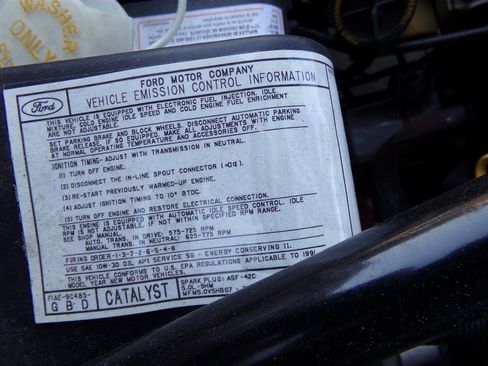 WASHER
ONLY
Ford
FORD MOTOR COMPANY
VEHICLE EMISSION CONTROL INFORMATION
THIS VEHICLE IS EQUIPPED WITH ELECTRONIC FUEL INJECTION. IDLE
MIXTURE, COLD ENGINE IDLE SPEED AND COLD ENGINE FUEL ENRICHMENT
ARE NOT ADJUSTABLE.
SET PARKING BRAKE AND BLOCK WHEELS. DISCONNECT AUTOMATIC PARKING
BRAKE RELEASE, IF SO EQUIPPED. MAKE ALL ADJUSTMENTS WITH ENGINE
AT NORMAL OPERATING TEMPERATURE AND ACCESSORIES OFF.
IGNITION TIMING-ADJUST WITH TRANSMISSION IN NEUTRAL.
(1) TURN OFF ENGINE.
(2) DISCONNECT THE IN-LINE SPOUT CONNECTOR
(3) RE-START PREVIOUSLY WARMED-UP ENGINE.
(4) ADJUST IGNITION TIMING TO 10° BTDC.
(5) TURN OFF ENGINE AND RESTORE ELECTRICAL CONNECTION.
THIS ENGINE IS EQUIPPED WITH AUTOMATIC IDLE SPEED CONTROL. IDLE
RPM IS NOT ADJUSTABLE. IF NOT WITHIN SPECIFIED RPM RANGE,
SEE SHOP MANUAL.
AUTO. TRANS. IN DRIVE: 575-725 RPM
MANUAL TRANS. IN NEUTRAL: 625-775 RPM
FIRING ORDER-1-3-7-2-6-5-4-8
USE SAE 10W-30 OIL API SERVICE SG - ENERGY CONSERVING II.
THIS VEHICLE CONFORMS TO U.S. EPA REGULATIONS APPLICABLE TO 1991
MODEL YEAR NEW MOTOR VEHICLES.
F1AE-9C485-
GBD
CATALYST
SPARK PLUG: ASF-42C
5.0L-9HM
MFM5.0V5HBG7